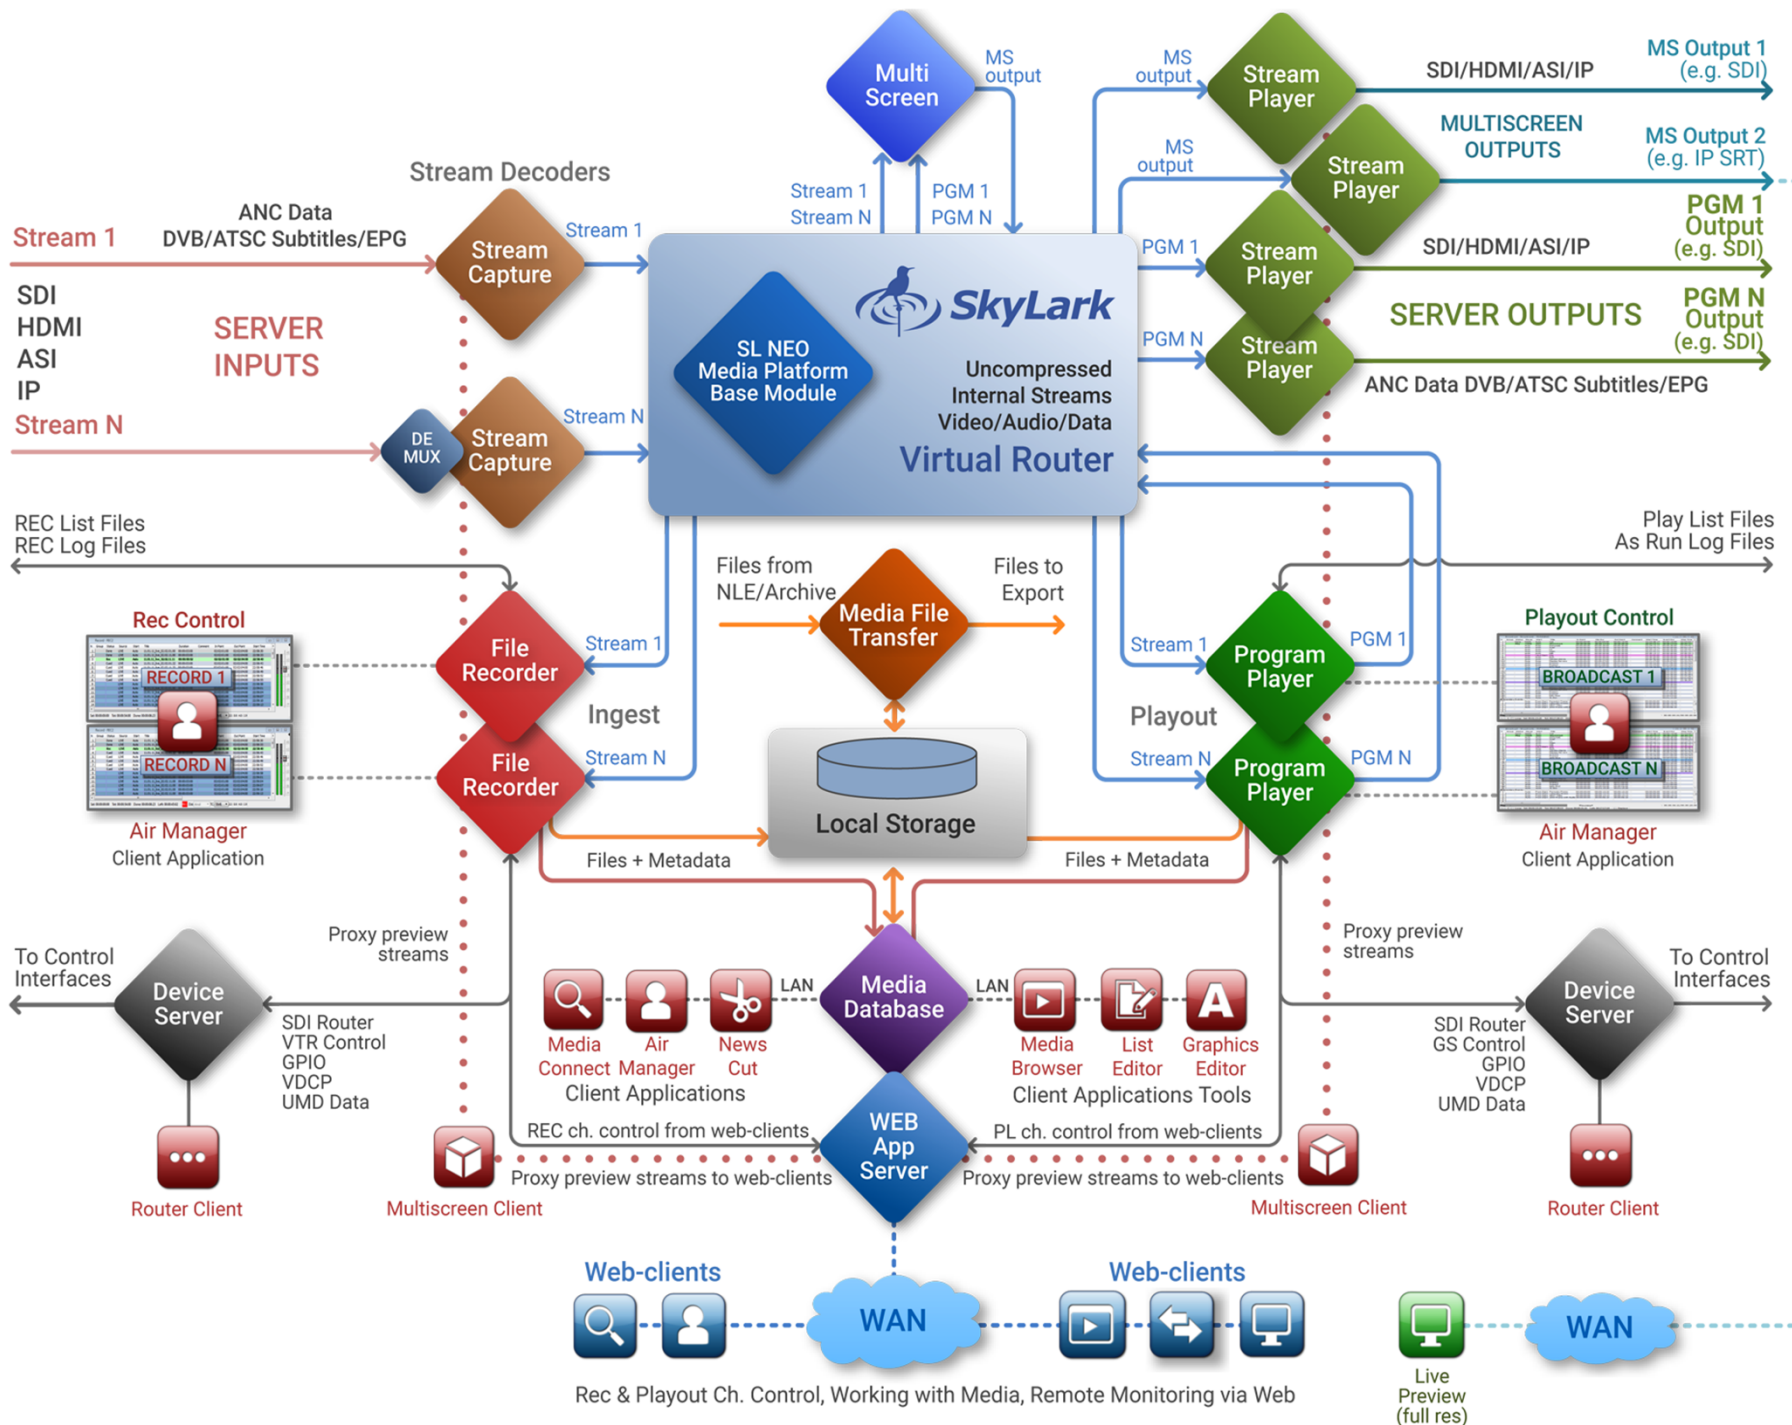 Multi
Screen
MS
output
MS
output
Stream
Player
SDI/HDMI/ASI/IP
MS Output 1
(e.g. SDI)
MULTISCREEN
OUTPUTS
MS Output 2
(e.g. IP SRT)
MS
output
Stream
Player
Stream Decoders
Stream 1
Stream N
PGM 1
PGM N
Stream 1
ANC Data
DVB/ATSC Subtitles/EPG
Stream
Capture
Stream 1
PGM 1
Stream
Player
SDI/HDMI/ASI/IP
PGM 1
Output
(e.g. SDI)
SDI
HDMI
ASI
IP
SERVER
INPUTS
SkyLark
SL NEO
Media Platform
Base Module
Uncompressed
Internal Streams
Video/Audio/Data
Virtual Router
PGM N
Stream
Player
SERVER OUTPUTS
PGM N
Output
(e.g. SDI)
ANC Data DVB/ATSC Subtitles/EPG
Stream N
DE
MUX
Stream
Capture
Stream N
REC List Files
REC Log Files
Files from
NLE/Archive
Media File
Transfer
Files to
Export
Play List Files
As Run Log Files
Rec Control
RECORD 1
RECORD N
Air Manager
Client Application
File
Recorder
Stream 1
Ingest
File
Recorder
Stream N
Local Storage
Stream 1
Program
Player
PGM 1
Playout
Stream N
Program
Player
PGM N
Playout Control
BROADCAST 1
BROADCAST N
Air Manager
Client Application
Files + Metadata
Files + Metadata
Proxy preview
streams
Proxy preview
streams
To Control
Interfaces
Device
Server
SDI Router
VTR Control
GPIO
VDCP
UMD Data
LAN
Media
Database
LAN
Media
Connect
Air
Manager
News
Cut
Client Applications
Media
Browser
List
Editor
Graphics
Editor
Client Applications Tools
Device
Server
To Control
Interfaces
SDI Router
GS Control
GPIO
VDCP
UMD Data
REC ch. control from web-clients
WEB
App
Server
PL ch. control from web-clients
Proxy preview streams to web-clients
Proxy preview streams to web-clients
Router Client
Multiscreen Client
Multiscreen Client
Router Client
Web-clients
WAN
Web-clients
WAN
Live
Preview
(full res)
Rec & Playout Ch. Control, Working with Media, Remote Monitoring via Web